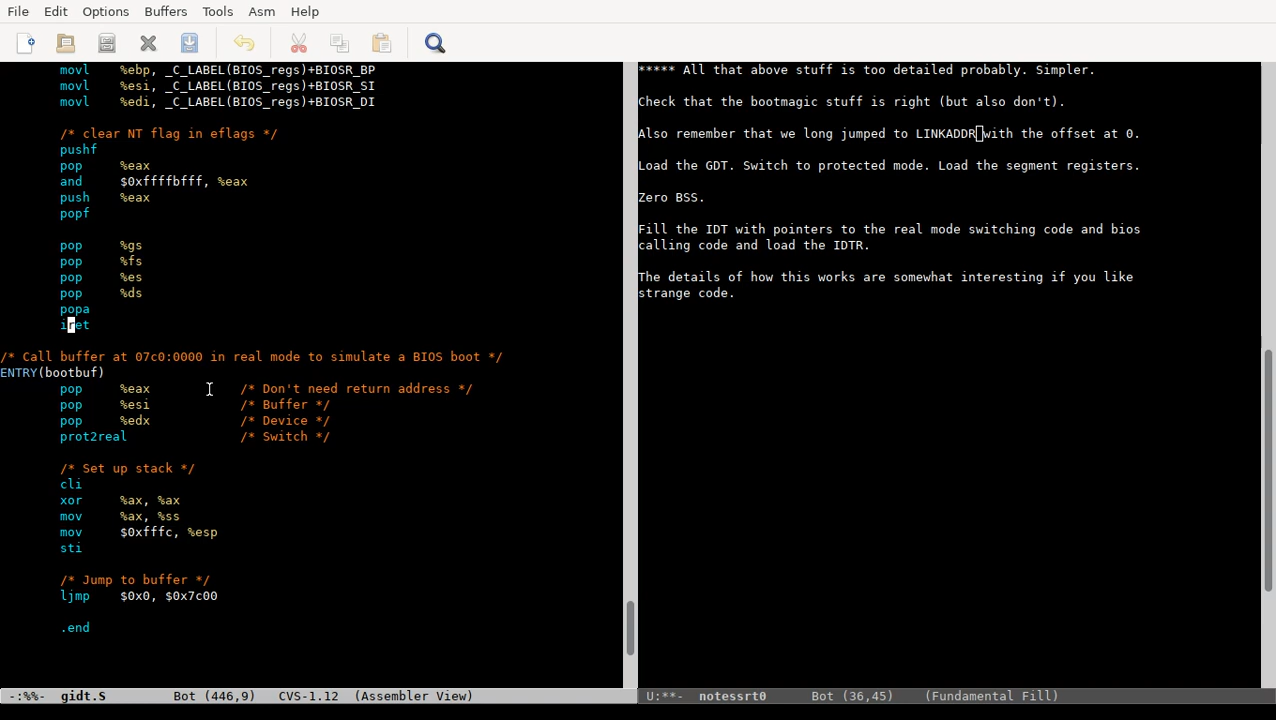 File Edit Options Buffers Tools Asm Help
movl %ebp, _C_LABEL(BIOS_regs)+BIOSR_BP
movl %esi, _C_LABEL(BIOS_regs)+BIOSR_SI
movl %edi, _C_LABEL(BIOS_regs)+BIOSR_DI
/* clear NT flag in eflags */
pushf
pop %eax
and $0xffffbfff, %eax
push %eax
popf
pop %gs
pop %fs
pop %es
pop %ds
popa
iret
/* Call buffer at 07c0:0000 in real mode to simulate a BIOS boot */
ENTRY(bootbuf)
pop %eax /* Don't need return address */
pop %esi /* Buffer */
pop %edx /* Device */
prot2real /* Switch */
/* Set up stack */
cli
xor %ax, %ax
mov %ax, %ss
mov $0xfffc, %esp
sti
/* Jump to buffer */
ljmp $0x0, $0x7c00
.end
-:%%- gidt.S Bot (446,9) CVS-1.12 (Assembler View)
***** All that above stuff is too detailed probably. Simpler.
Check that the bootmagic stuff is right (but also don't).
Also remember that we long jumped to LINKADDR with the offset at 0.
Load the GDT. Switch to protected mode. Load the segment registers.
Zero BSS.
Fill the IDT with pointers to the real mode switching code and bios
calling code and load the IDTR.
The details of how this works are somewhat interesting if you like
strange code.
U:**- notessrt0 Bot (36,45) (Fundamental Fill)